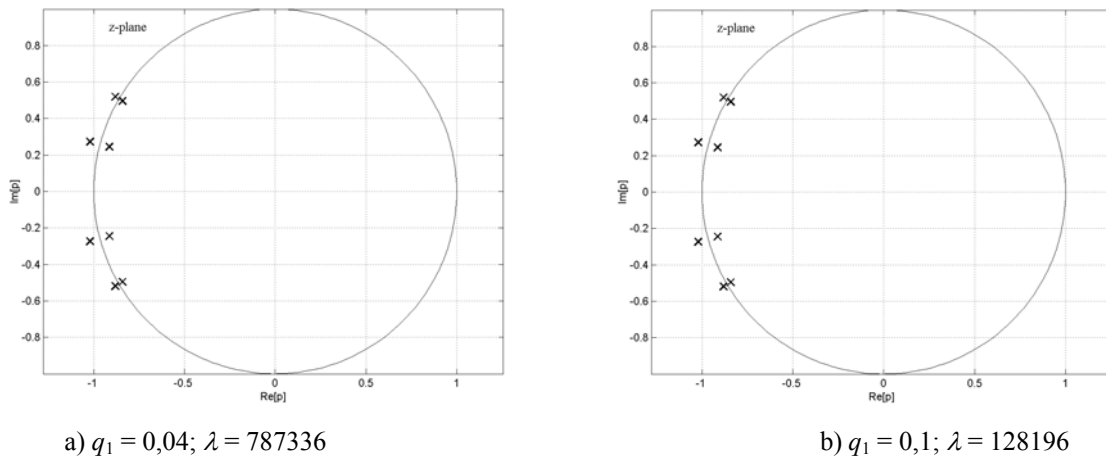 z-plane
0.8
0.6
0.4
0.2
0
-0.2
-0.4
-0.6
-0.8
Im[p]
-1 -0.5 0 0.5 1
Re[p]
a) q1 = 0,04; λ = 787336
z-plane
0.8
0.6
0.4
0.2
0
-0.2
-0.4
-0.6
-0.8
Im[p]
-1 -0.5 0 0.5 1
Re[p]
b) q1 = 0,1; λ = 128196